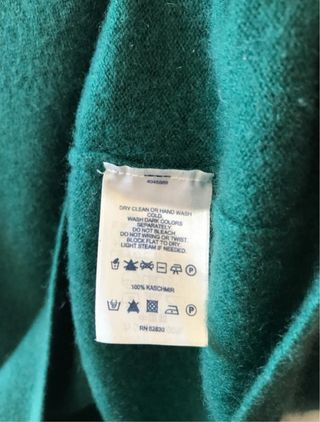 DRY CLEAN OR HAND WASH
COLD.
WASH DARK COLORS
SEPARATELY.
DO NOT BLEACH.
DO NOT WRING OR TWIST.
BLOCK FLAT TO DRY.
LIGHT STEAM IF NEEDED.
P
100% KASCHMIR
P